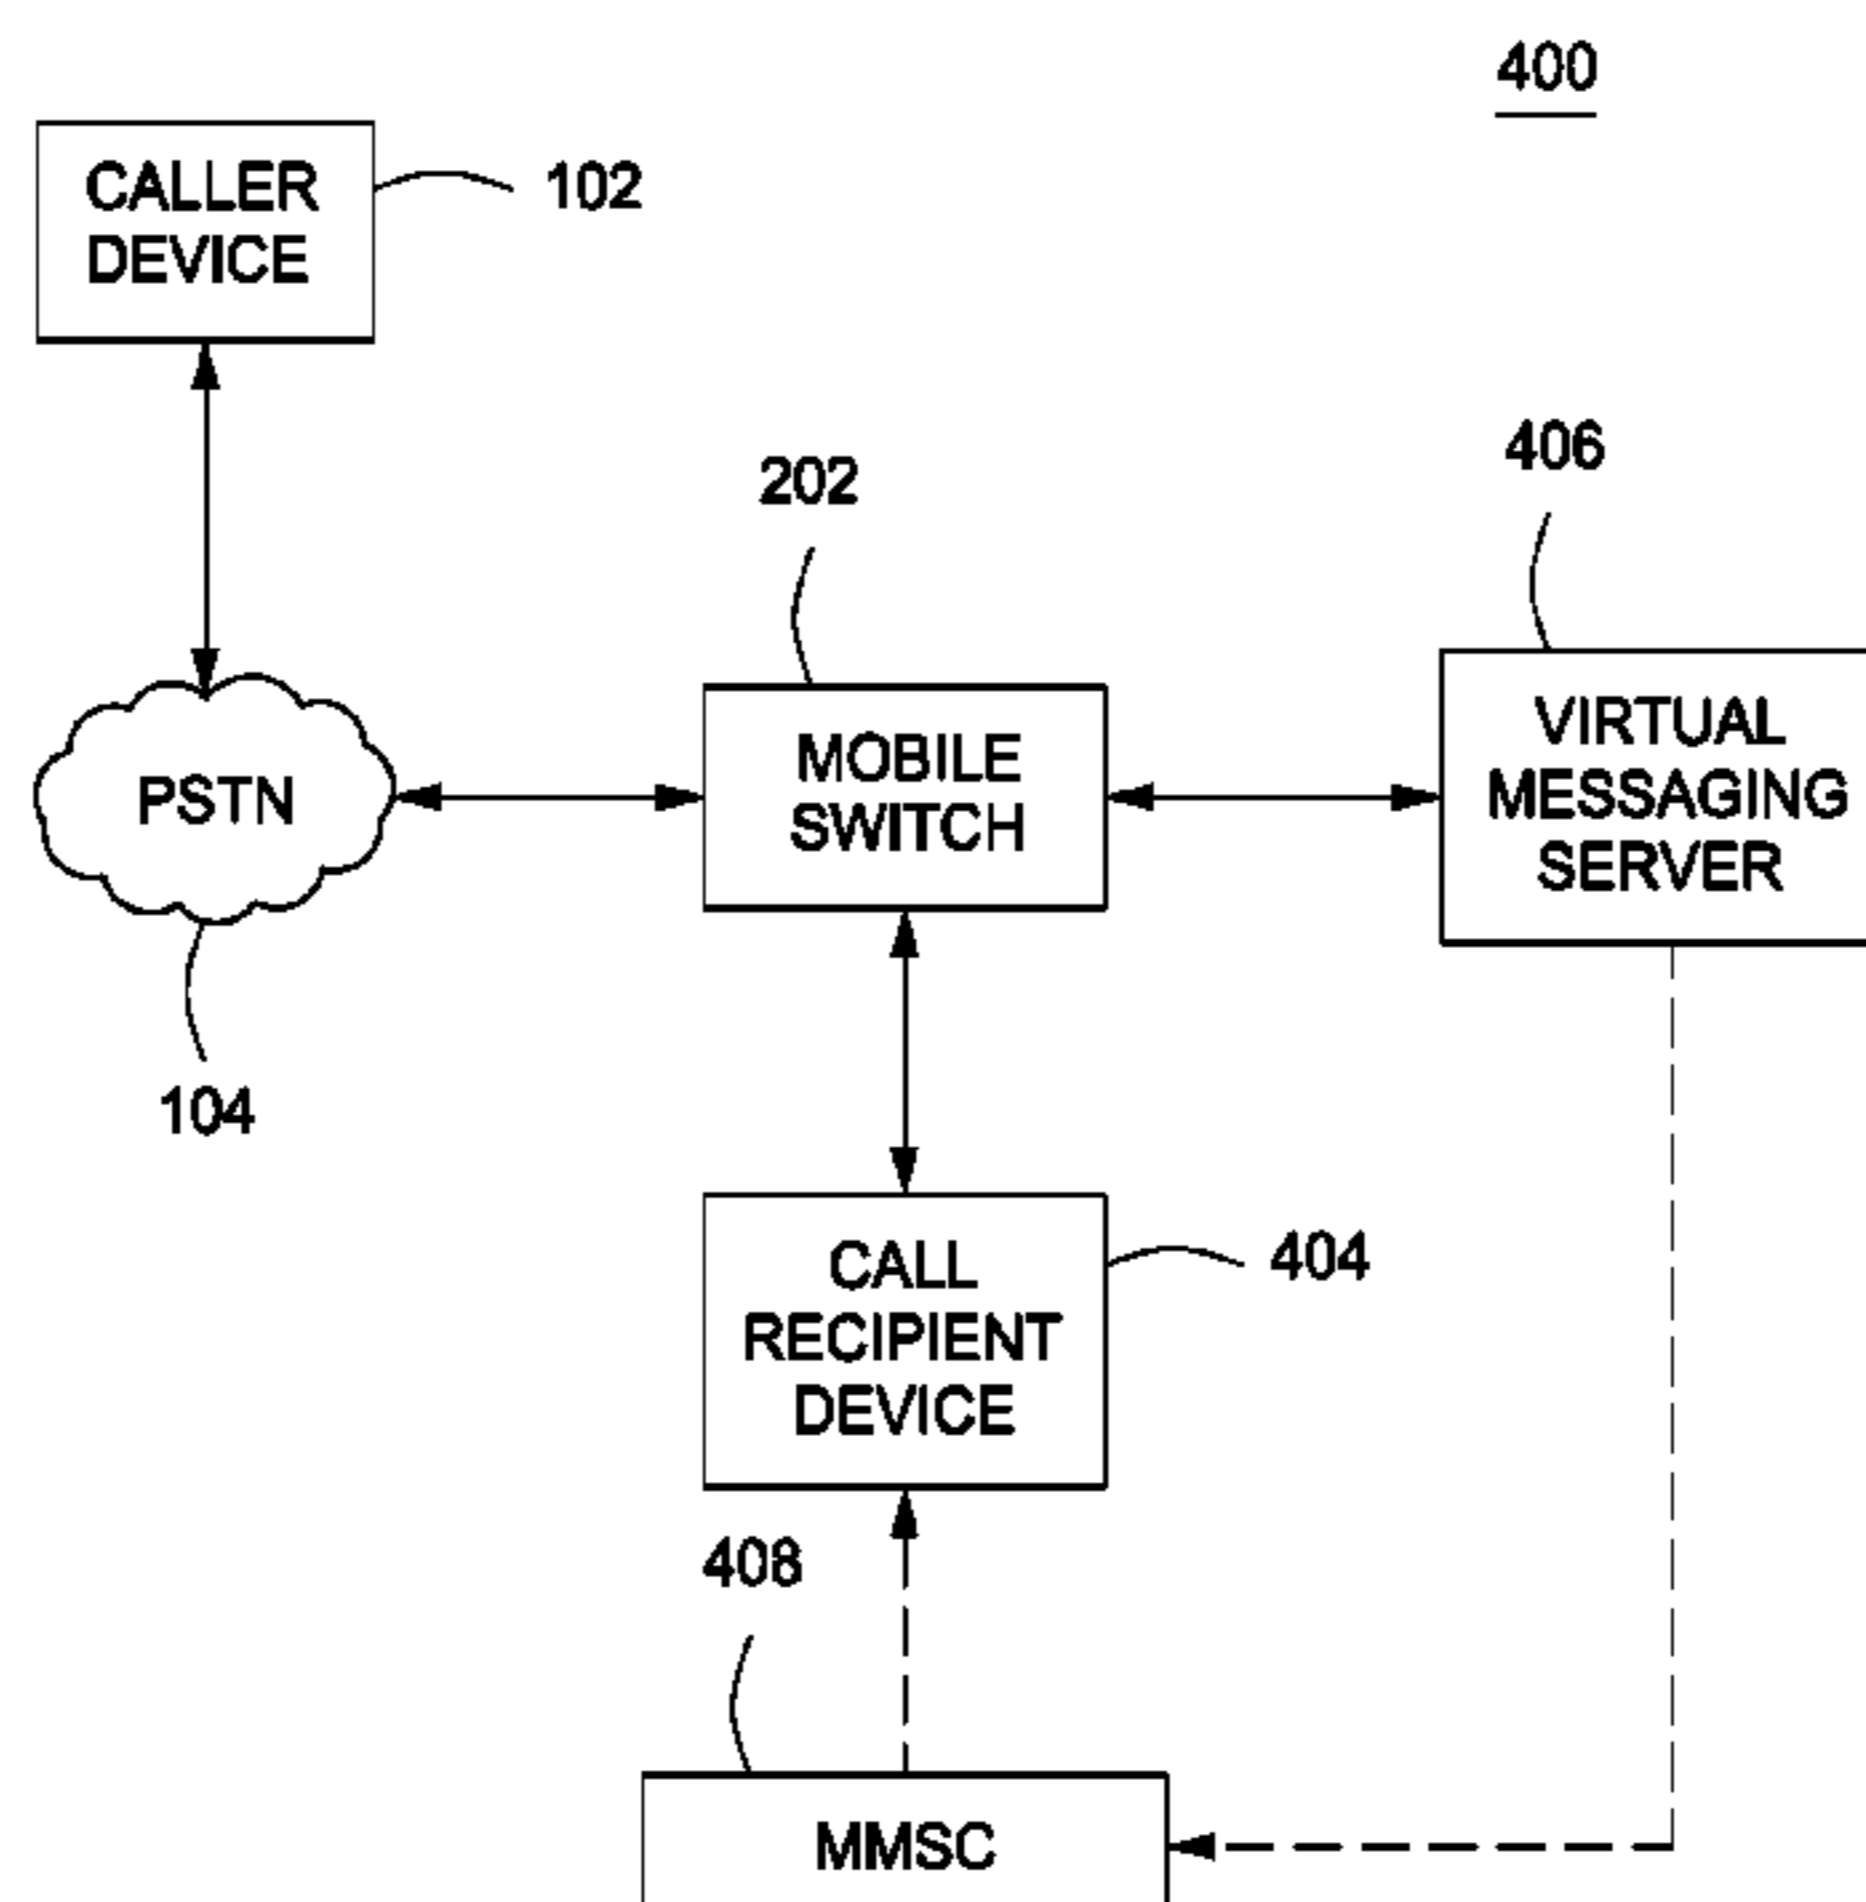 400
CALLER
DEVICE
102
406
202
VIRTUAL
MESSAGING
SERVER
MOBILE
SWITCH
PSTN
104
CALL
RECIPIENT
DEVICE
404
408
MMSC